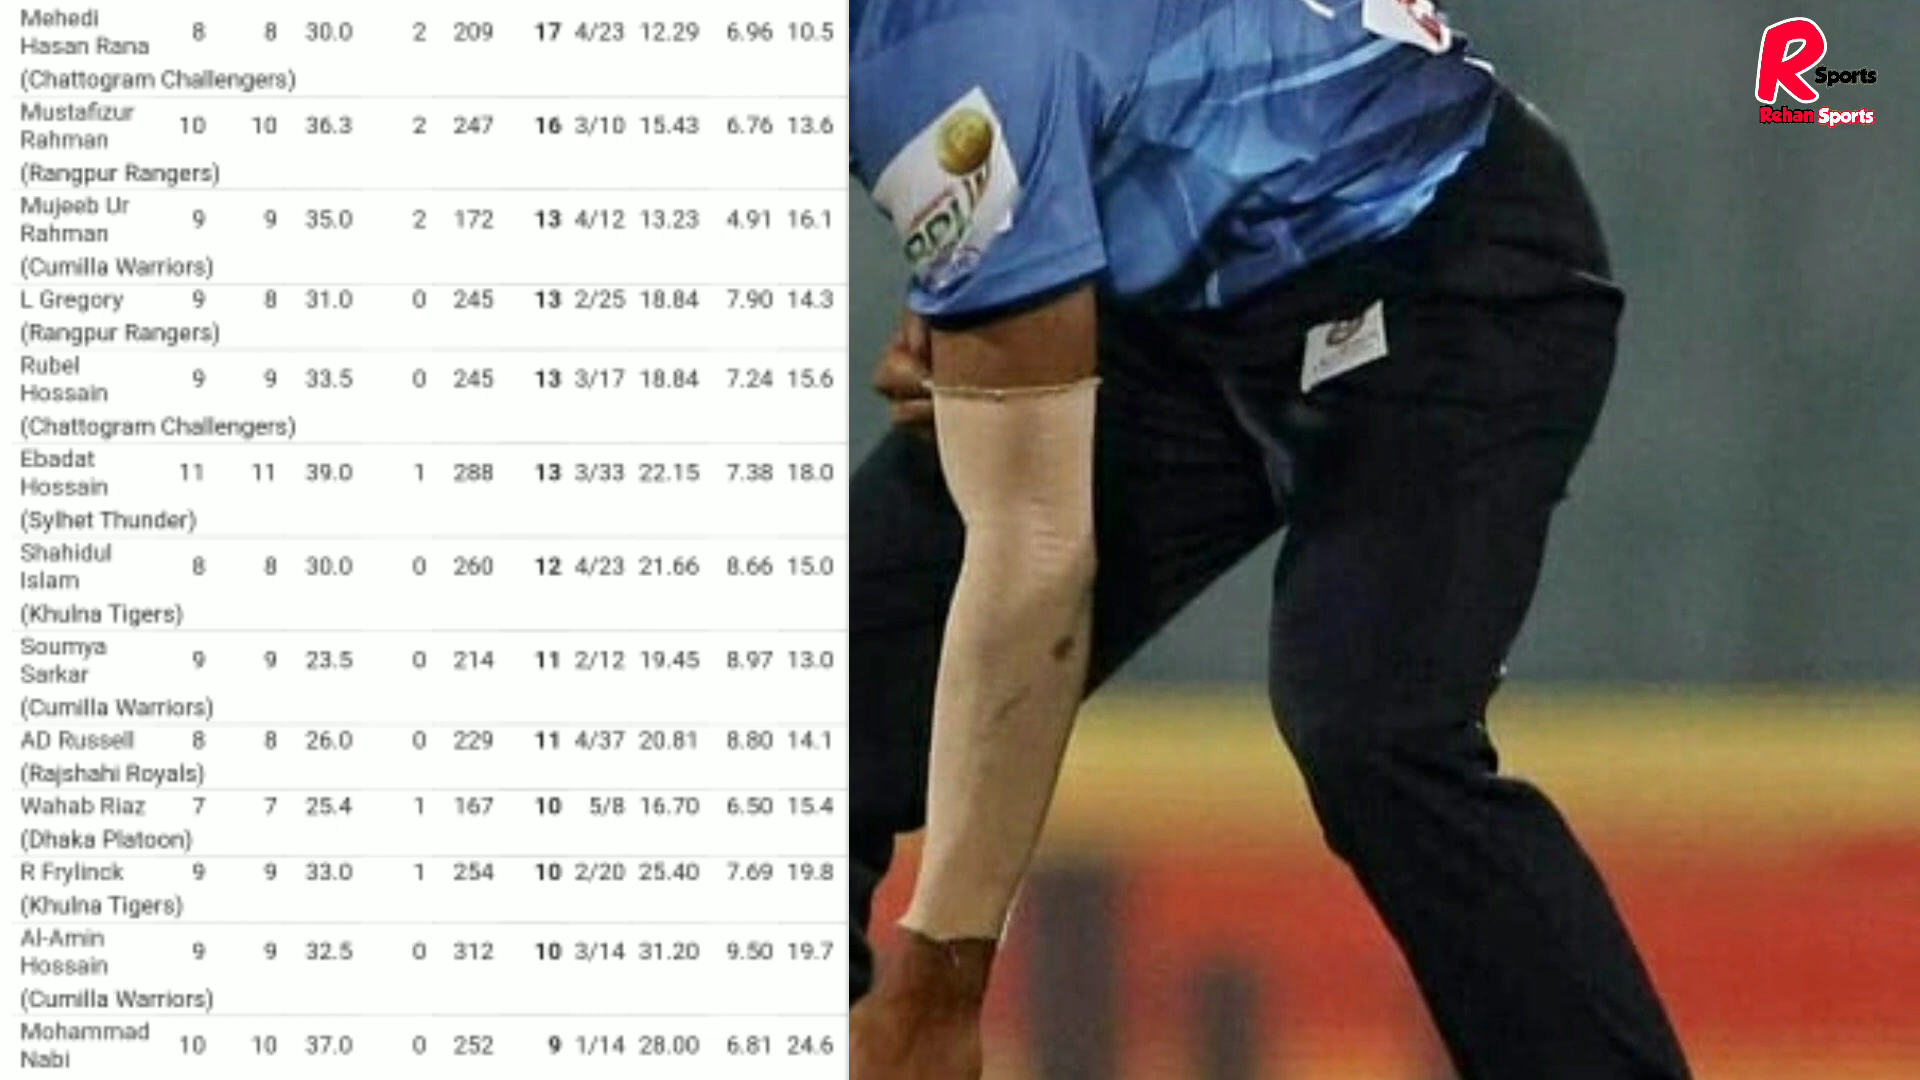 Mehedi
Hasan Rana 8 8 30.0 2 209 17 4/23 12.29 6.96 10.5
(Chattogram Challengers)
Mustafizur
Rahman 10 10 36.3 2 247 16 3/10 15.43 6.76 13.6
(Rangpur Rangers)
Mujeeb Ur
Rahman 9 9 35.0 2 172 13 4/12 13.23 4.91 16.1
(Cumilla Warriors)
L Gregory 9 8 31.0 0 245 13 2/25 18.84 7.90 14.3
(Rangpur Rangers)
Rubel
Hossain 9 9 33.5 0 245 13 3/17 18.84 7.24 15.6
(Chattogram Challengers)
Ebadat
Hossain 11 11 39.0 1 288 13 3/33 22.15 7.38 18.0
(Sylhet Thunder)
Shahidul
Islam 8 8 30.0 0 260 12 4/23 21.66 8.66 15.0
(Khulna Tigers)
Soumya
Sarkar 9 9 23.5 0 214 11 2/12 19.45 8.97 13.0
(Cumilla Warriors)
AD Russell 8 8 26.0 0 229 11 4/37 20.81 8.80 14.1
(Rajshahi Royals)
Wahab Riaz 7 7 25.4 1 167 10 5/8 16.70 6.50 15.4
(Dhaka Platoon)
R Frylinck 9 9 33.0 1 254 10 2/20 25.40 7.69 19.8
(Khulna Tigers)
Al-Amin
Hossain 9 9 32.5 0 312 10 3/14 31.20 9.50 19.7
(Cumilla Warriors)
Mohammad
Nabi 10 10 37.0 0 252 9 1/14 28.00 6.81 24.6
R Sports
Rehan Sports
BPL